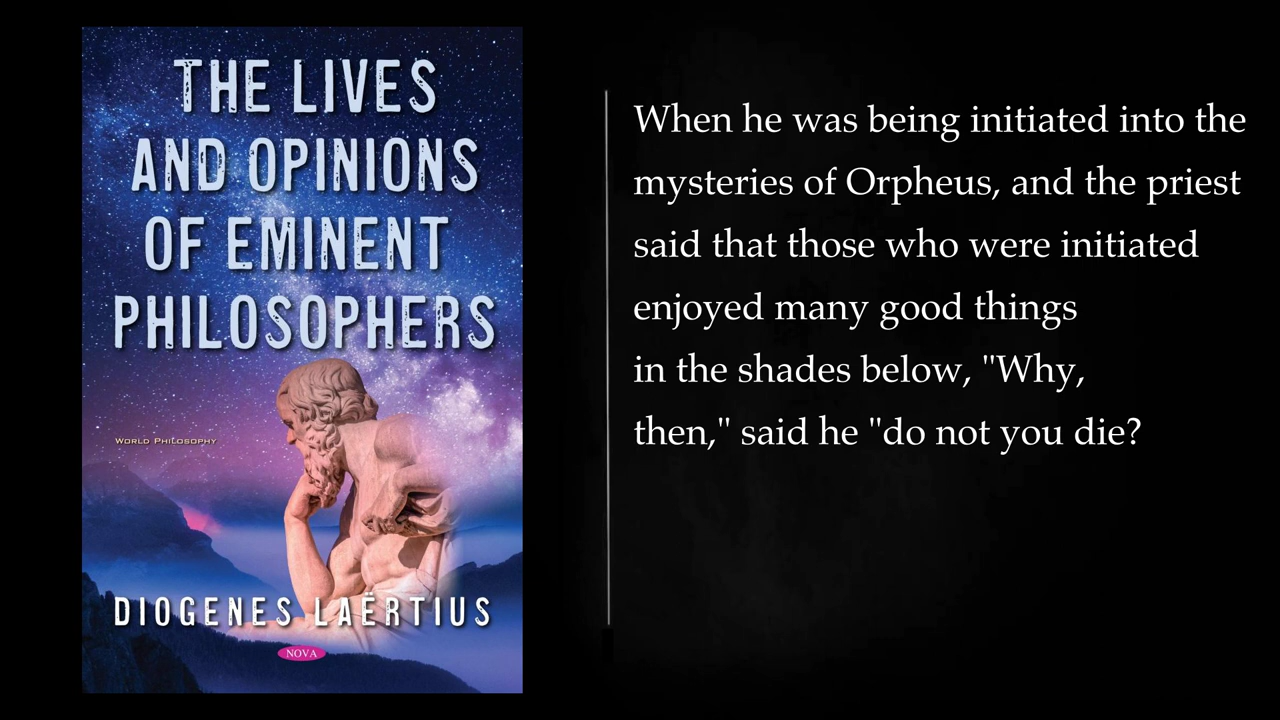 THE LIVES
AND OPINIONS
OF EMINENT
PHILOSOPHERS
WORLD PHILOSOPHY
DIOGENES LAËRTIUS
NOVA
When he was being initiated into the
mysteries of Orpheus, and the priest
said that those who were initiated
enjoyed many good things
in the shades below, "Why,
then," said he "do not you die?